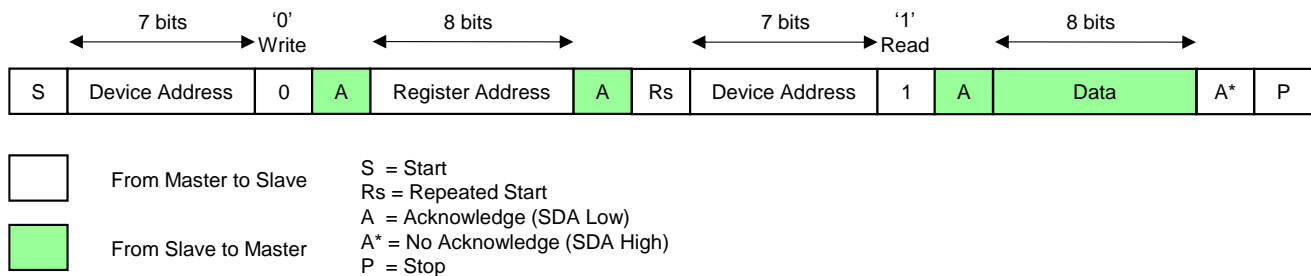 7 bits ‘0’ Write 8 bits 7 bits ‘1’ Read 8 bits
S Device Address 0 A Register Address A Rs Device Address 1 A Data A* P
From Master to Slave
From Slave to Master
S = Start
Rs = Repeated Start
A = Acknowledge (SDA Low)
A* = No Acknowledge (SDA High)
P = Stop